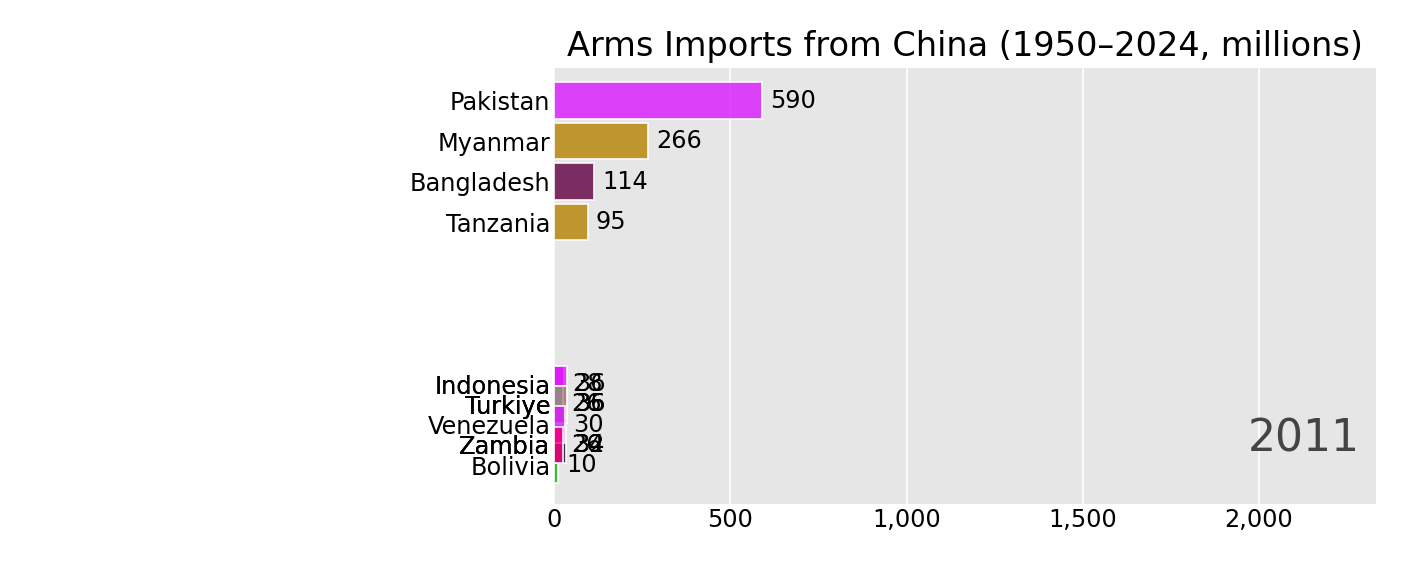 Arms Imports from China (1950–2024, millions)
Pakistan 590
Myanmar 266
Bangladesh 114
Tanzania 95
Indonesia
Turkiye
Venezuela 30
Zambia
Bolivia 10
2011
0 500 1,000 1,500 2,000